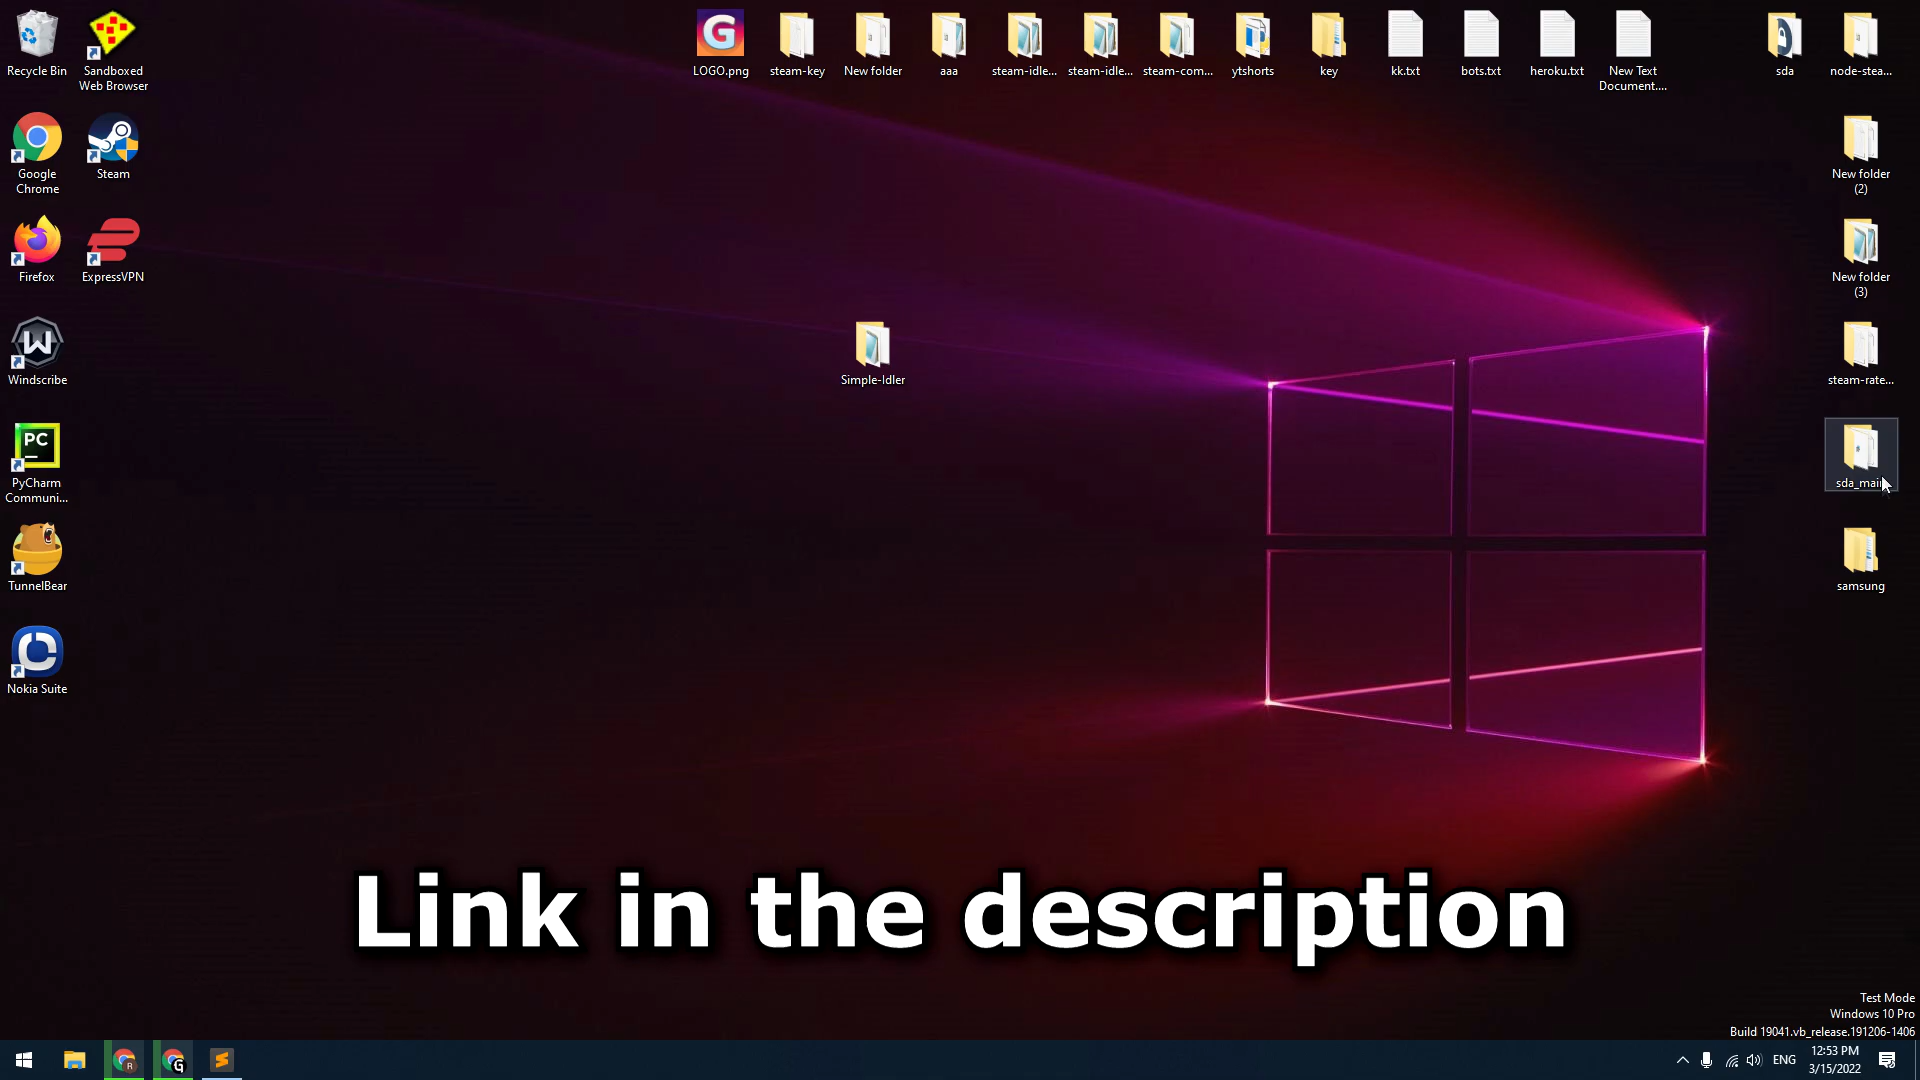 Recycle Bin
Sandboxed
Web Browser
LOGO.png
steam-key
New folder
aaa
steam-idle...
steam-idle...
steam-com...
ytshorts
key
kk.txt
bots.txt
heroku.txt
New Text
Document....
sda
node-stea...
Google
Chrome
Steam
New folder
(2)
Firefox
ExpressVPN
New folder
(3)
Windscribe
Simple-Idler
steam-rate...
PC
PyCharm
Communi...
sda_main
TunnelBear
samsung
Nokia Suite
Link in the description
Test Mode
Windows 10 Pro
Build 19041.vb_release.191206-1406
ENG
12:53 PM
3/15/2022